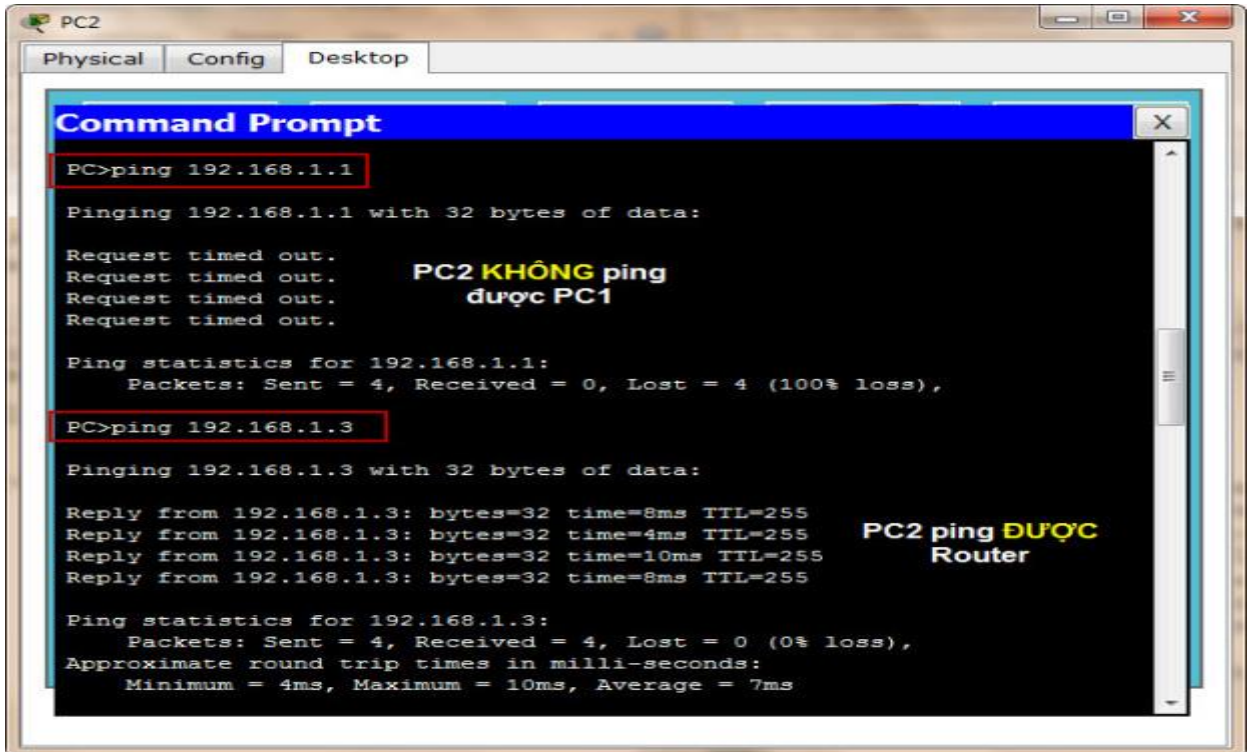 PC2
Physical Config Desktop
Command Prompt
X
PC>ping 192.168.1.1
Pinging 192.168.1.1 with 32 bytes of data:
Request timed out.
Request timed out.
Request timed out.
Request timed out.
PC2 KHÔNG ping
được PC1
Ping statistics for 192.168.1.1:
Packets: Sent = 4, Received = 0, Lost = 4 (100% loss),
PC>ping 192.168.1.3
Pinging 192.168.1.3 with 32 bytes of data:
Reply from 192.168.1.3: bytes=32 time=8ms TTL=255
Reply from 192.168.1.3: bytes=32 time=4ms TTL=255
Reply from 192.168.1.3: bytes=32 time=10ms TTL=255
Reply from 192.168.1.3: bytes=32 time=8ms TTL=255
PC2 ping ĐƯỢC
Router
Ping statistics for 192.168.1.3:
Packets: Sent = 4, Received = 4, Lost = 0 (0% loss),
Approximate round trip times in milli-seconds:
Minimum = 4ms, Maximum = 10ms, Average = 7ms